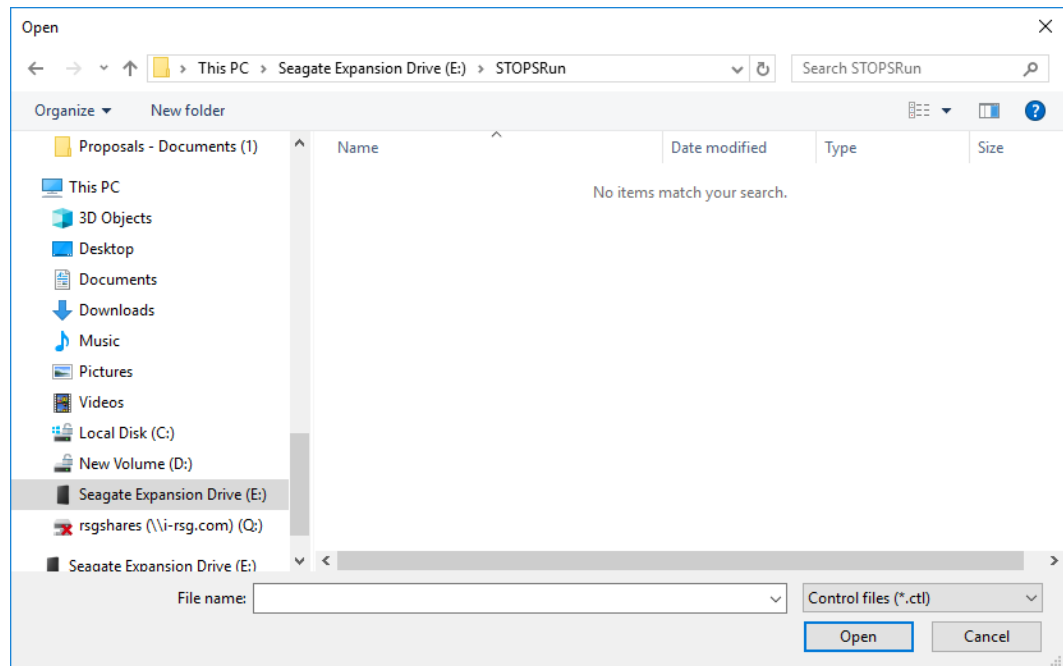 Open
This PC > Seagate Expansion Drive (E:) > STOPSRun
Search STOPSRun
Organize
New folder
Proposals - Documents (1)
This PC
3D Objects
Desktop
Documents
Downloads
Music
Pictures
Videos
Local Disk (C:)
New Volume (D:)
Seagate Expansion Drive (E:)
rsgshares (\\i-rsg.com) (Q:)
Seagate Expansion Drive (E:)
Name Date modified Type Size
No items match your search.
File name:
Control files (*.ctl)
Open Cancel